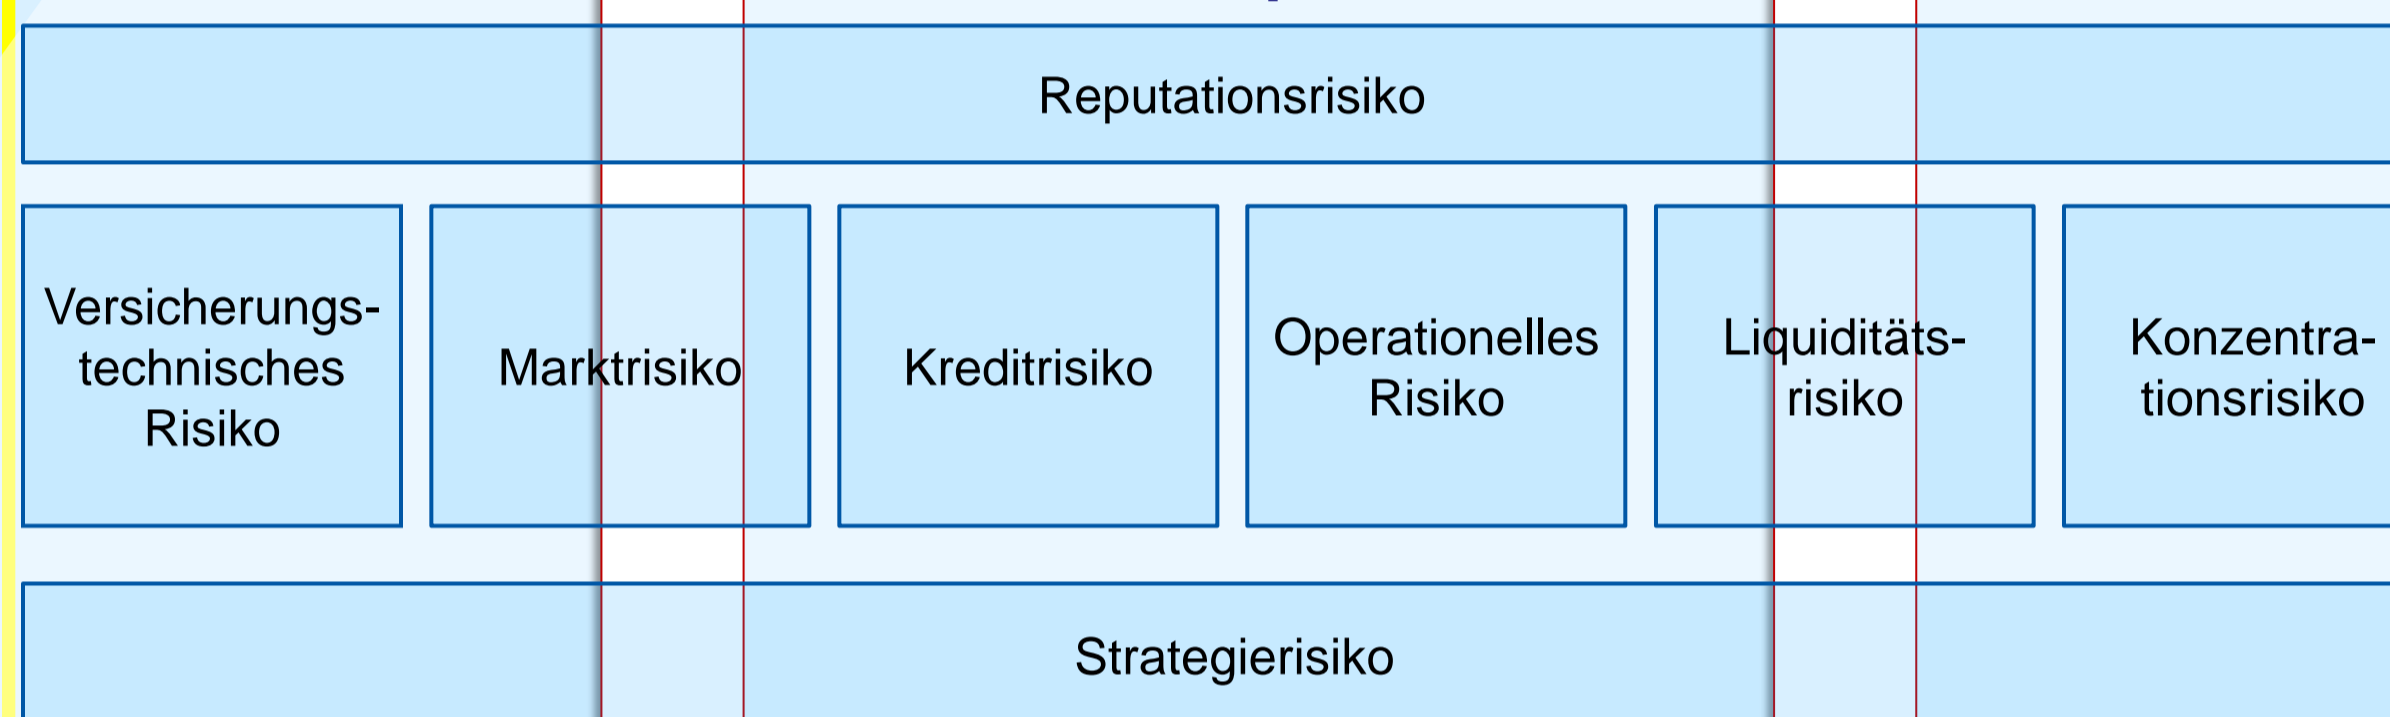 Reputationsrisiko
Versicherungs-
technisches
Risiko
Marktrisiko
Kreditrisiko
Operationelles
Risiko
Liquiditäts-
risiko
Konzentra-
tionsrisiko
Strategierisiko